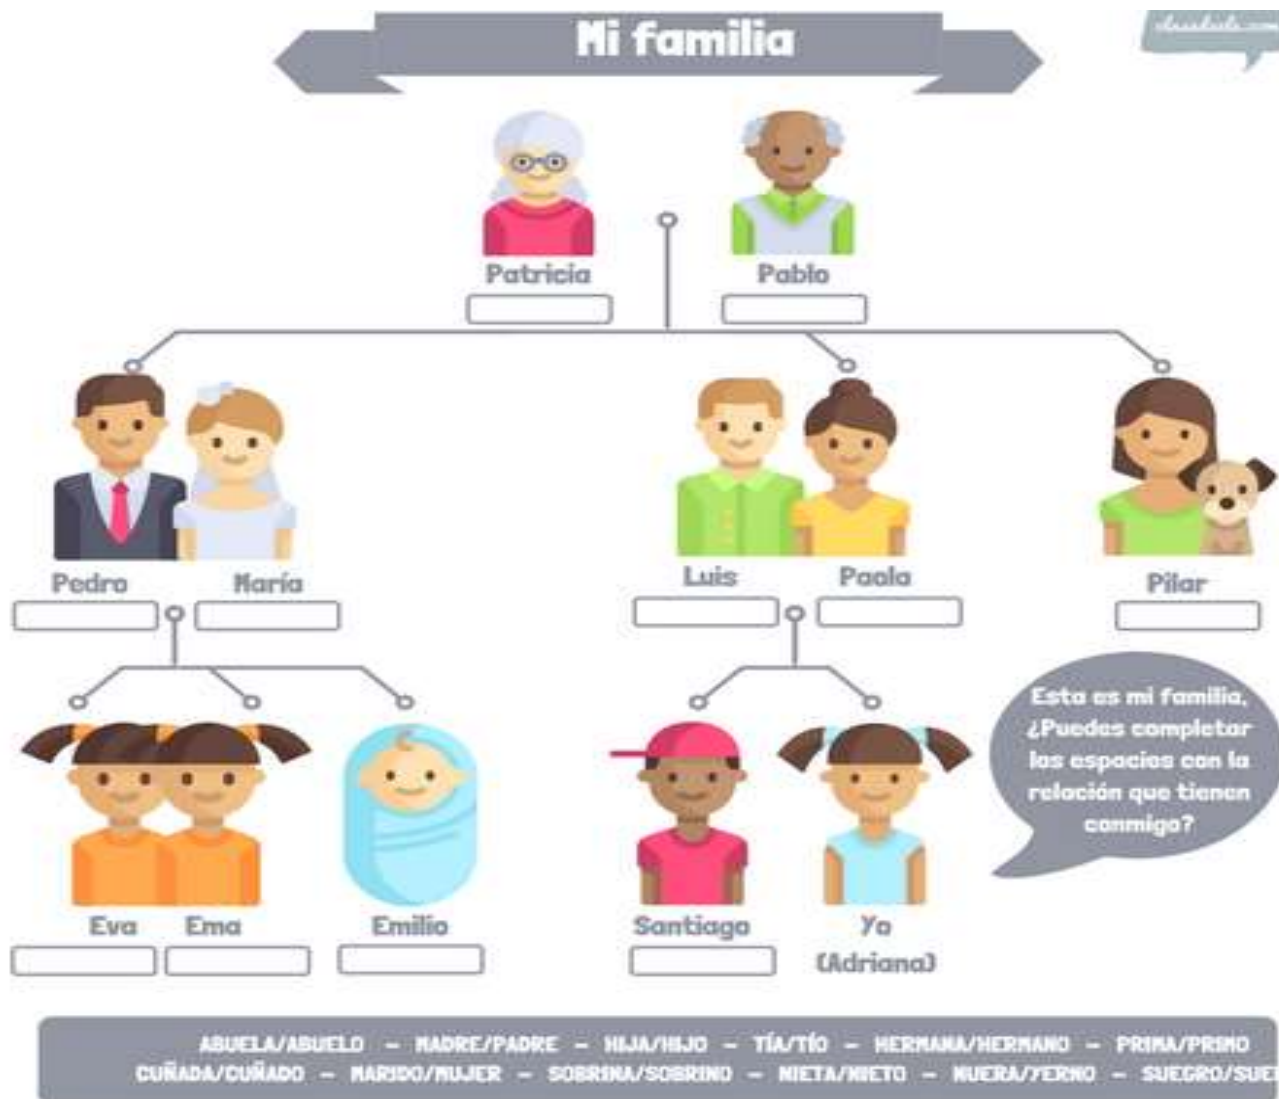 Mi familia
Patricia
Pablo
Pedro
María
Luis
Paola
Pilar
Esta es mi familia,
¿Puedes completar
los espacios con la
relación que tienen
conmigo?
Eva
Ema
Emilio
Santiago
Yo
(Adriana)
ABUELA/ABUELO – MADRE/PADRE – HIJA/HIJO – TÍA/TÍO – HERMANA/HERMANO – PRIMA/PRIMO
CUÑADA/CUÑADO – MARIDO/MUJER – SOBRINA/SOBRINO – NIETA/NIETO – NUERA/YERNO – SUEGRO/SUE